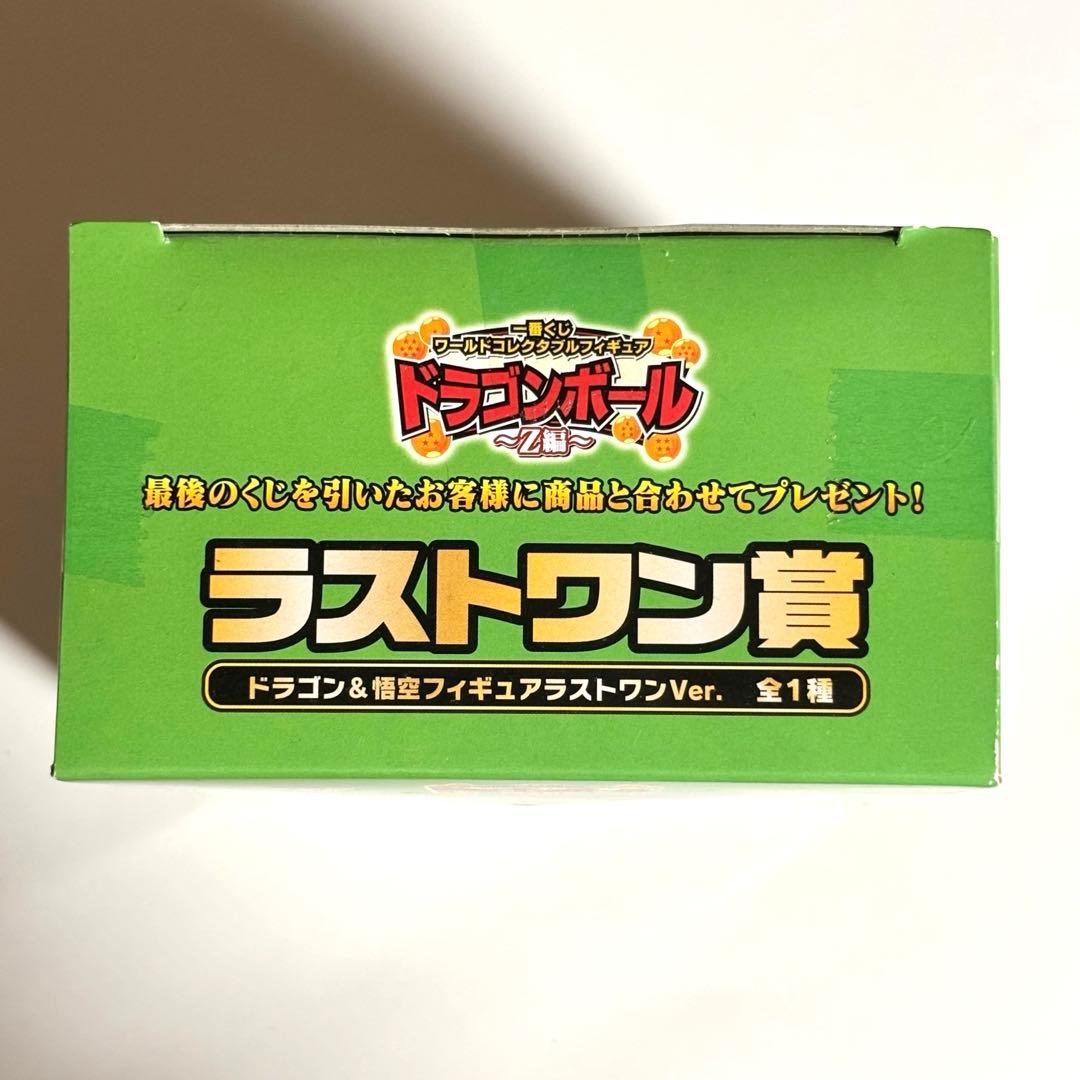 一番くじ
ワールドコレクタブルフィギュア
ドラゴンボール
～Z編～
最後のくじを引いたお客様に商品と合わせてプレゼント!
ラストワン賞
ドラゴン&悟空フィギュアラストワンVer. 全1種